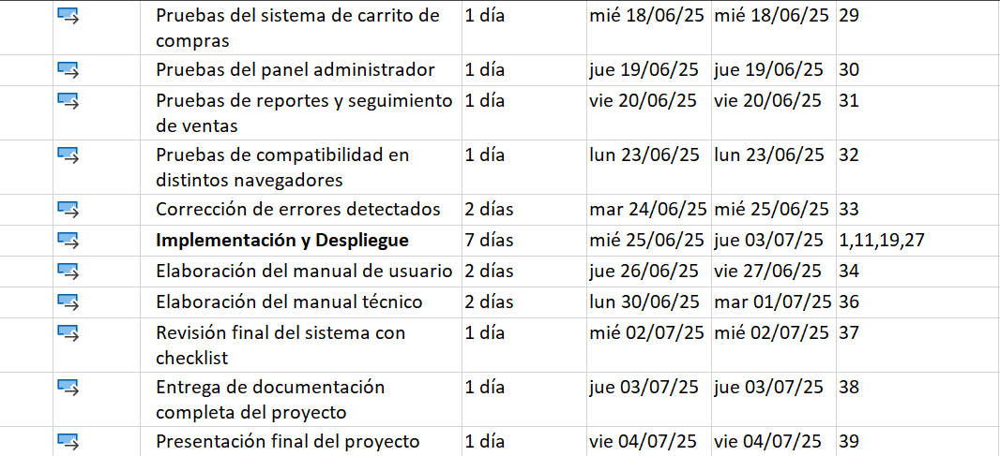 Pruebas del sistema de carrito de compras 1 día mié 18/06/25 mié 18/06/25 29
Pruebas del panel administrador 1 día jue 19/06/25 jue 19/06/25 30
Pruebas de reportes y seguimiento de ventas 1 día vie 20/06/25 vie 20/06/25 31
Pruebas de compatibilidad en distintos navegadores 1 día lun 23/06/25 lun 23/06/25 32
Corrección de errores detectados 2 días mar 24/06/25 mié 25/06/25 33
Implementación y Despliegue 7 días mié 25/06/25 jue 03/07/25 1,11,19,27
Elaboración del manual de usuario 2 días jue 26/06/25 vie 27/06/25 34
Elaboración del manual técnico 2 días lun 30/06/25 mar 01/07/25 36
Revisión final del sistema con checklist 1 día mié 02/07/25 mié 02/07/25 37
Entrega de documentación completa del proyecto 1 día jue 03/07/25 jue 03/07/25 38
Presentación final del proyecto 1 día vie 04/07/25 vie 04/07/25 39